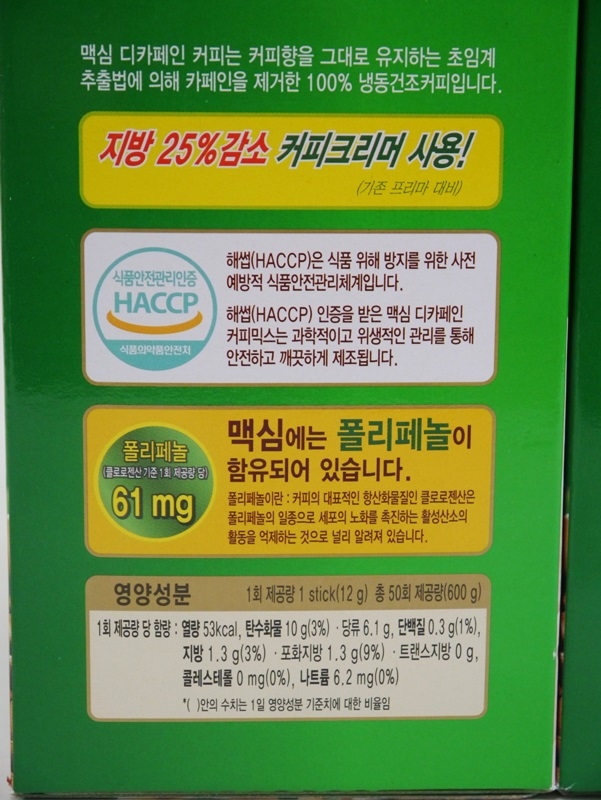 맥심 디카페인 커피는 커피향을 그대로 유지하는 초임계
추출법에 의해 카페인을 제거한 100% 냉동건조커피입니다.
지방 25%감소 커피크리머 사용!
(기존 프리마 대비)
식품안전관리인증
HACCP
식품의약품안전처
해썹(HACCP)은 식품 위해 방지를 위한 사전
예방적 식품안전관리체계입니다.
해썹(HACCP) 인증을 받은 맥심 디카페인
커피믹스는 과학적이고 위생적인 관리를 통해
안전하고 깨끗하게 제조됩니다.
폴리페놀
(클로로젠산 기준 1회 제공량 당)
61 mg
맥심에는 폴리페놀이
함유되어 있습니다.
폴리페놀이란 : 커피의 대표적인 항산화물질인 클로로젠산은
폴리페놀의 일종으로 세포의 노화를 촉진하는 활성산소의
활동을 억제하는 것으로 널리 알려져 있습니다.
영양성분 1회 제공량 1 stick(12 g) 총 50회 제공량(600 g)
1회 제공량 당 함량 : 열량 53kcal, 탄수화물 10 g(3%) · 당류 6.1 g, 단백질 0.3 g(1%),
지방 1.3 g(3%) · 포화지방 1.3 g(9%) · 트랜스지방 0 g,
콜레스테롤 0 mg(0%), 나트륨 6.2 mg(0%)
*( )안의 수치는 1일 영양성분 기준치에 대한 비율임